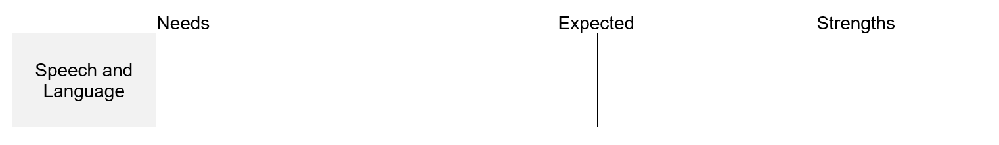 Needs Expected Strengths
Speech and
Language